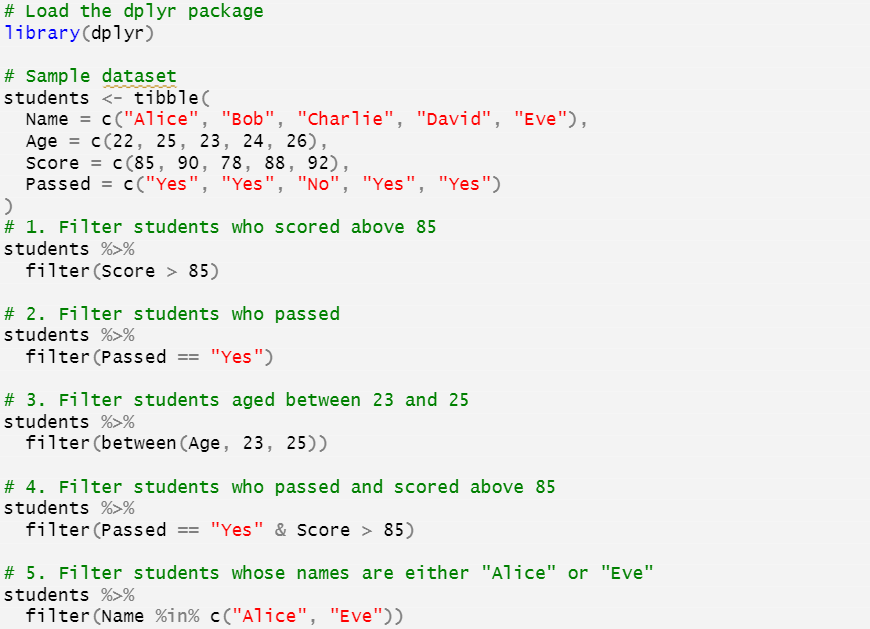 # Load the dplyr package
library(dplyr)
# Sample dataset
students <- tibble(
  Name = c("Alice", "Bob", "Charlie", "David", "Eve"),
  Age = c(22, 25, 23, 24, 26),
  Score = c(85, 90, 78, 88, 92),
  Passed = c("Yes", "Yes", "No", "Yes", "Yes")
)
# 1. Filter students who scored above 85
students %>%
  filter(Score > 85)
# 2. Filter students who passed
students %>%
  filter(Passed == "Yes")
# 3. Filter students aged between 23 and 25
students %>%
  filter(between(Age, 23, 25))
# 4. Filter students who passed and scored above 85
students %>%
  filter(Passed == "Yes" & Score > 85)
# 5. Filter students whose names are either "Alice" or "Eve"
students %>%
  filter(Name %in% c("Alice", "Eve"))